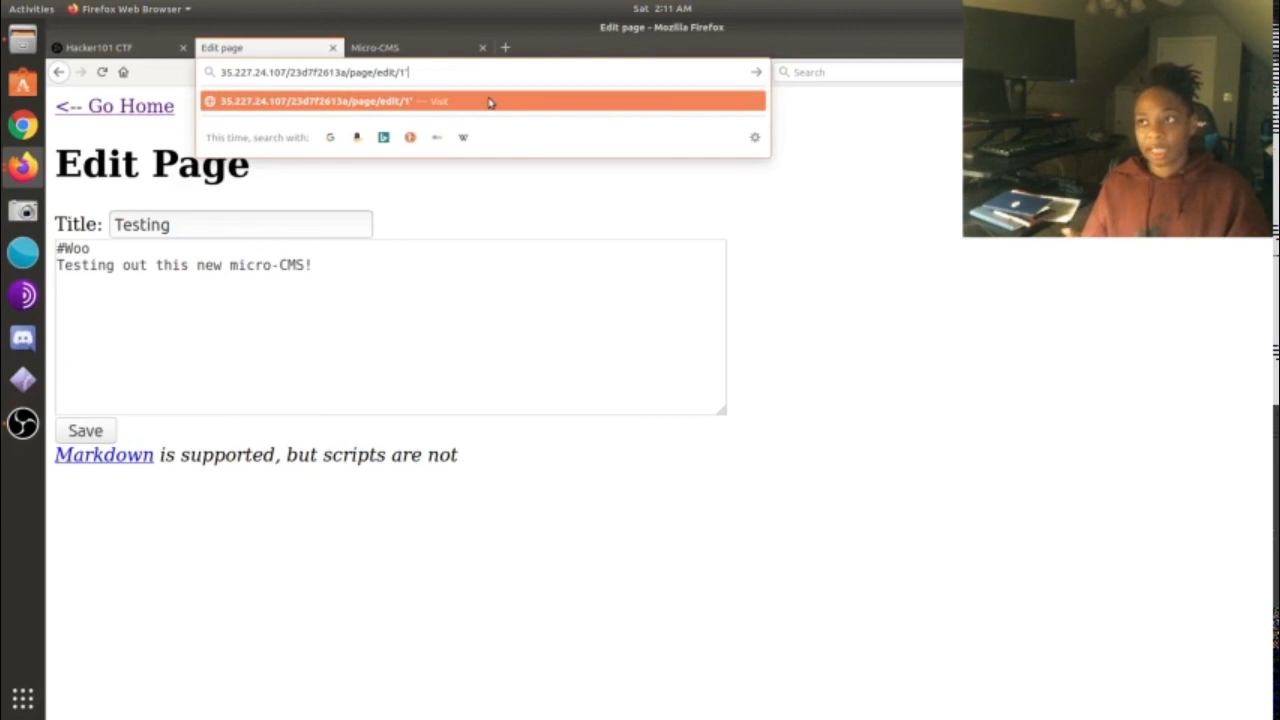 Activities
Firefox Web Browser
Sat 2:11 AM
Edit page - Mozilla Firefox
Hacker101 CTF
Edit page
Micro-CMS
35.227.24.107/23d7f2613a/page/edit/1'
Search
35.227.24.107/23d7f2613a/page/edit/1' — Visit
This time, search with:
<-- Go Home
Edit Page
Title: Testing
#Woo
Testing out this new micro-CMS!
Save
Markdown is supported, but scripts are not